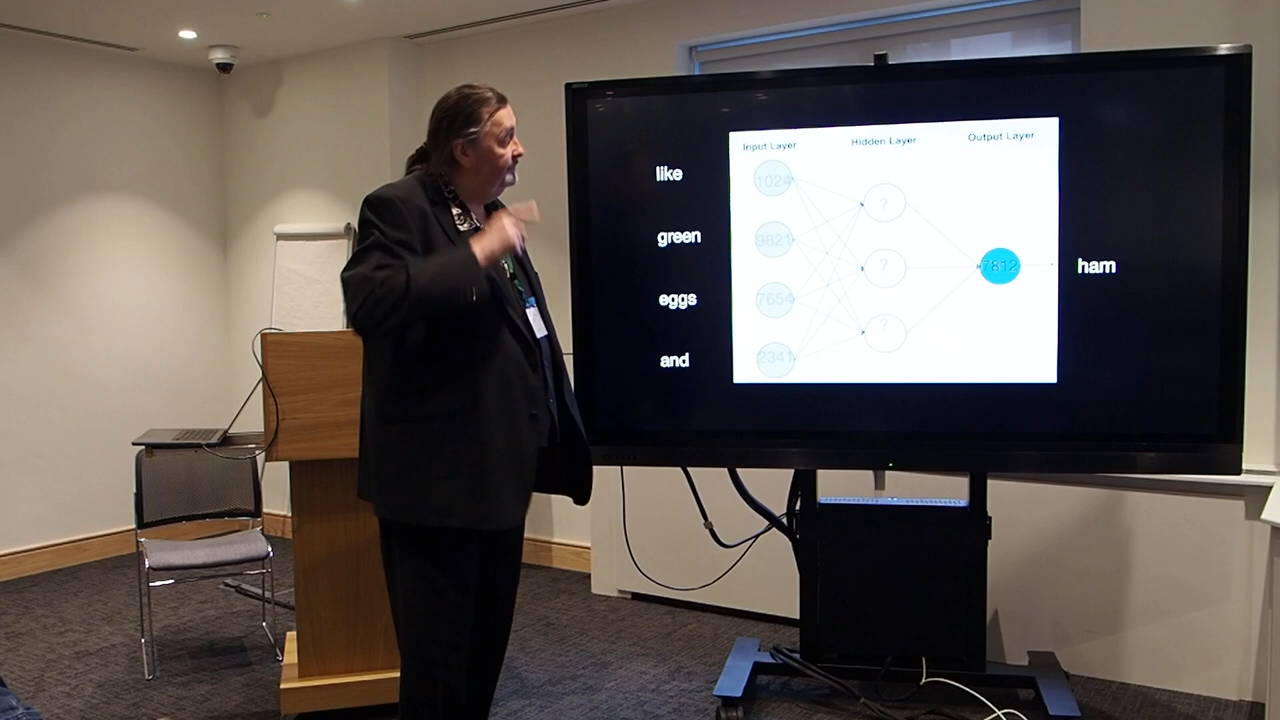 Input Layer Hidden Layer Output Layer
like 1024
?
green 9821
? 7812 ham
eggs 7654
?
and 2341